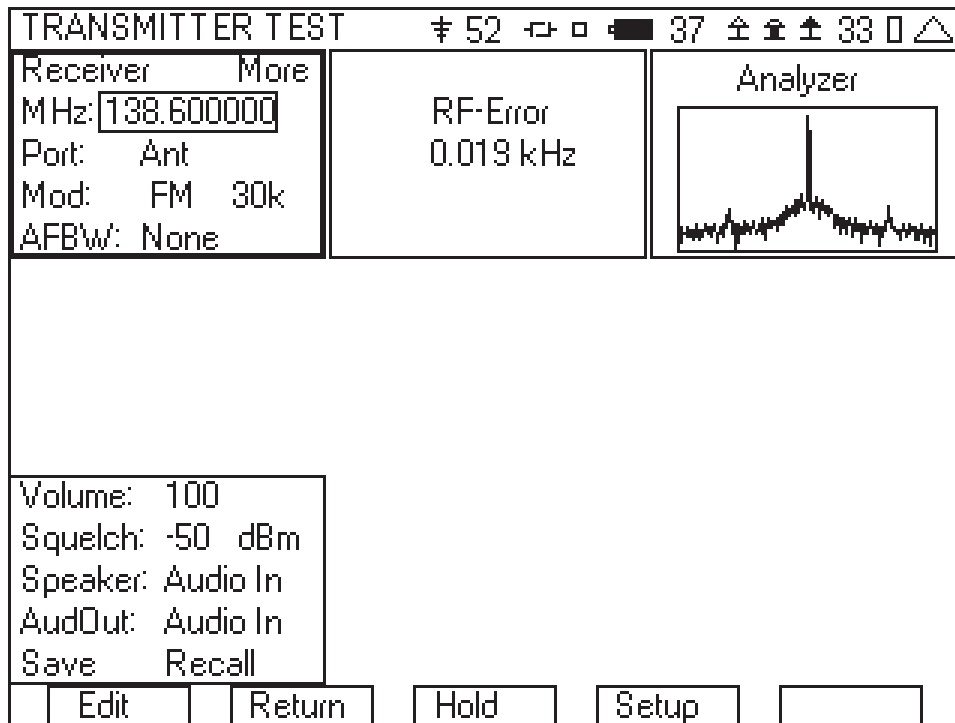 TRANSMITTER TEST 52 37 33
Receiver More
MHz: 138.600000
Port: Ant
Mod: FM 30k
AFBW: None
RF-Error
0.019 kHz
Analyzer
Volume: 100
Squelch: -50 dBm
Speaker: Audio In
AudOut: Audio In
Save Recall
Edit Return Hold Setup